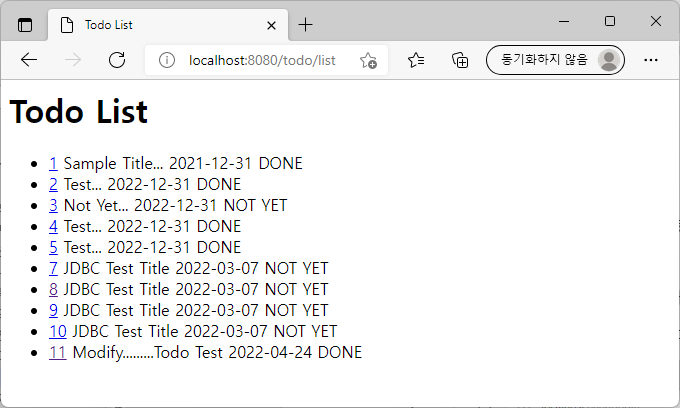 Todo List
localhost:8080/todo/list
동기화하지 않음
Todo List
1 Sample Title... 2021-12-31 DONE
2 Test... 2022-12-31 DONE
3 Not Yet... 2022-12-31 NOT YET
4 Test... 2022-12-31 DONE
5 Test... 2022-12-31 DONE
7 JDBC Test Title 2022-03-07 NOT YET
8 JDBC Test Title 2022-03-07 NOT YET
9 JDBC Test Title 2022-03-07 NOT YET
10 JDBC Test Title 2022-03-07 NOT YET
11 Modify.........Todo Test 2022-04-24 DONE